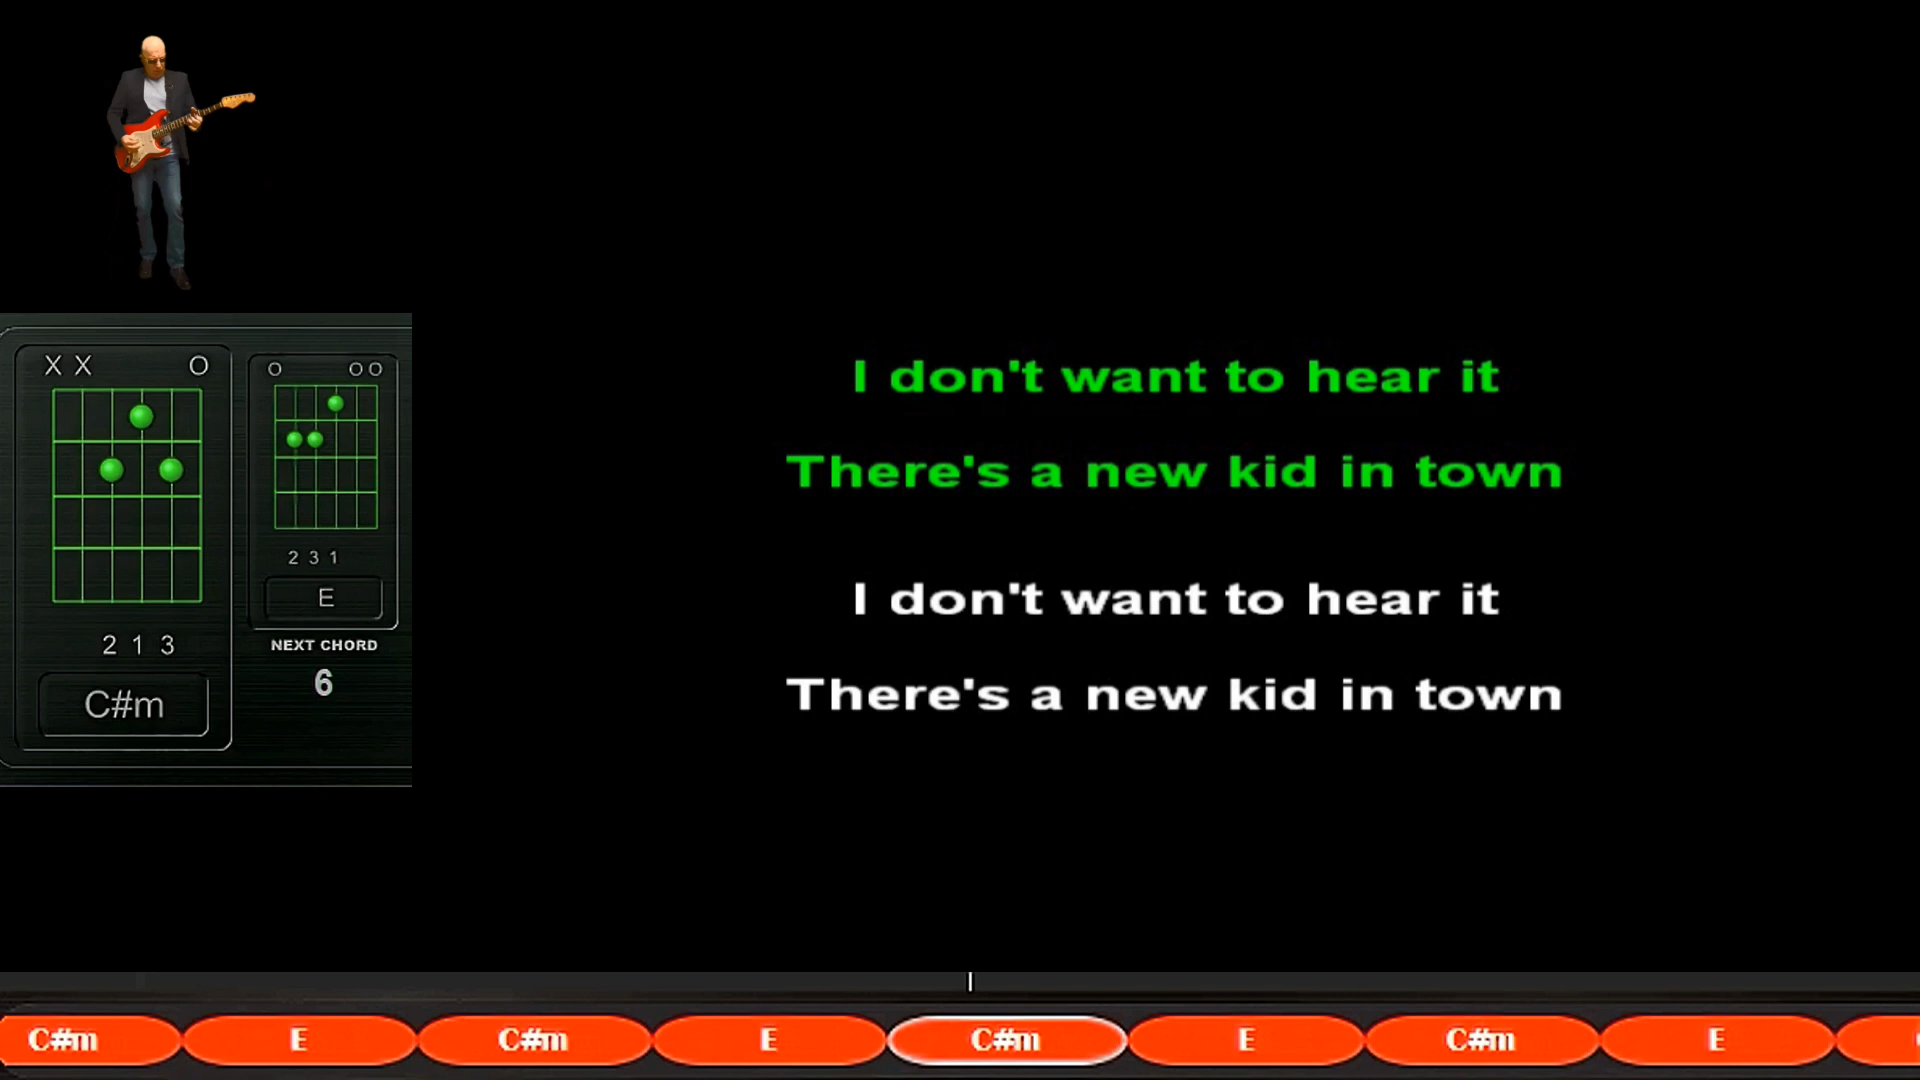 X X O
2 1 3
C#m
O O O
2 3 1
E
NEXT CHORD
6
I don't want to hear it
There's a new kid in town
I don't want to hear it
There's a new kid in town
C#m E C#m E C#m E C#m E